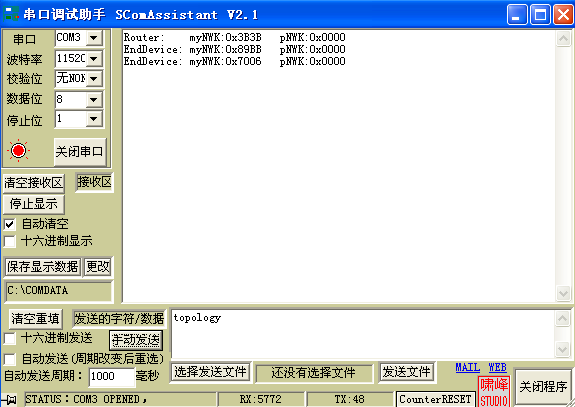 串口调试助手 SComAssistant V2.1
串口 COM3
波特率 11520
校验位 无NON
数据位 8
停止位 1
关闭串口
Router: myNWK:0x3B3B pNWK:0x0000
EndDevice: myNWK:0x89BB pNWK:0x0000
EndDevice: myNWK:0x7006 pNWK:0x0000
清空接收区 接收区
停止显示
自动清空
十六进制显示
保存显示数据 更改
C:\COMDATA
清空重填 发送的字符/数据 topology
十六进制发送 手动发送
自动发送(周期改变后重选)
自动发送周期: 1000 毫秒
选择发送文件 还没有选择文件 发送文件
MAIL WEB
啸峰
STUDIO
关闭程序
STATUS:COM3 OPENED, RX:5772 TX:48 CounterRESET